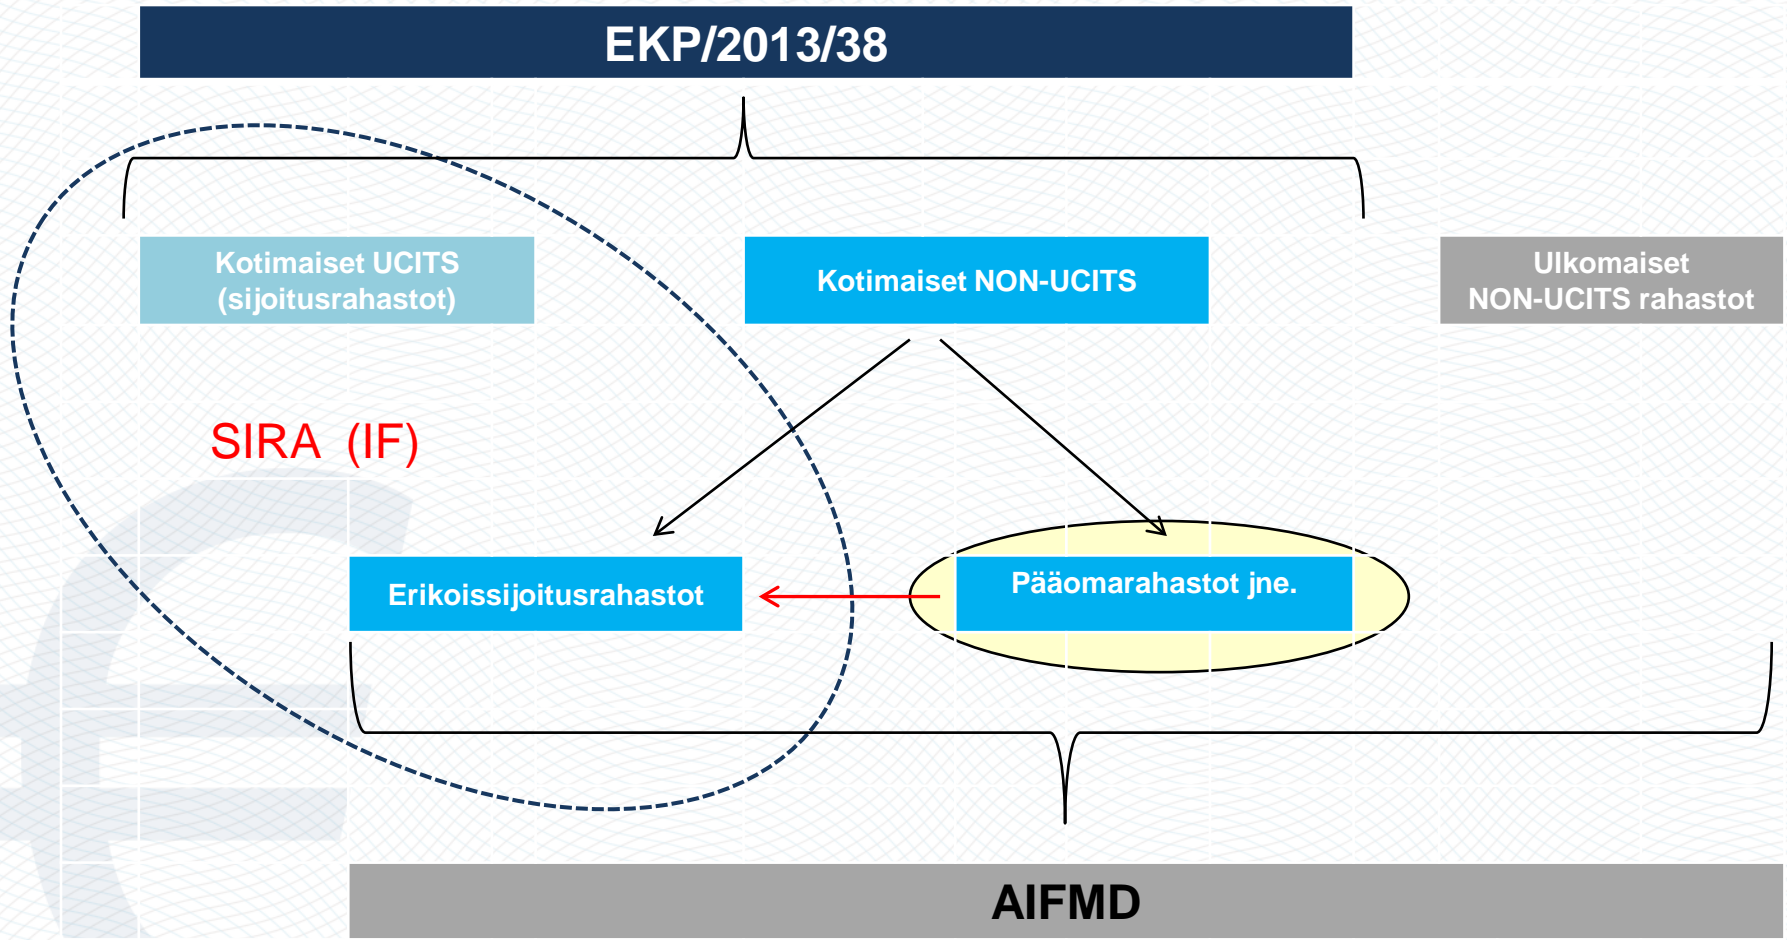 EKP/2013/38
Kotimaiset UCITS
(sijoitusrahastot)
Kotimaiset NON-UCITS
Ulkomaiset
NON-UCITS rahastot
SIRA (IF)
Erikoissijoitusrahastot
Pääomarahastot jne.
AIFMD